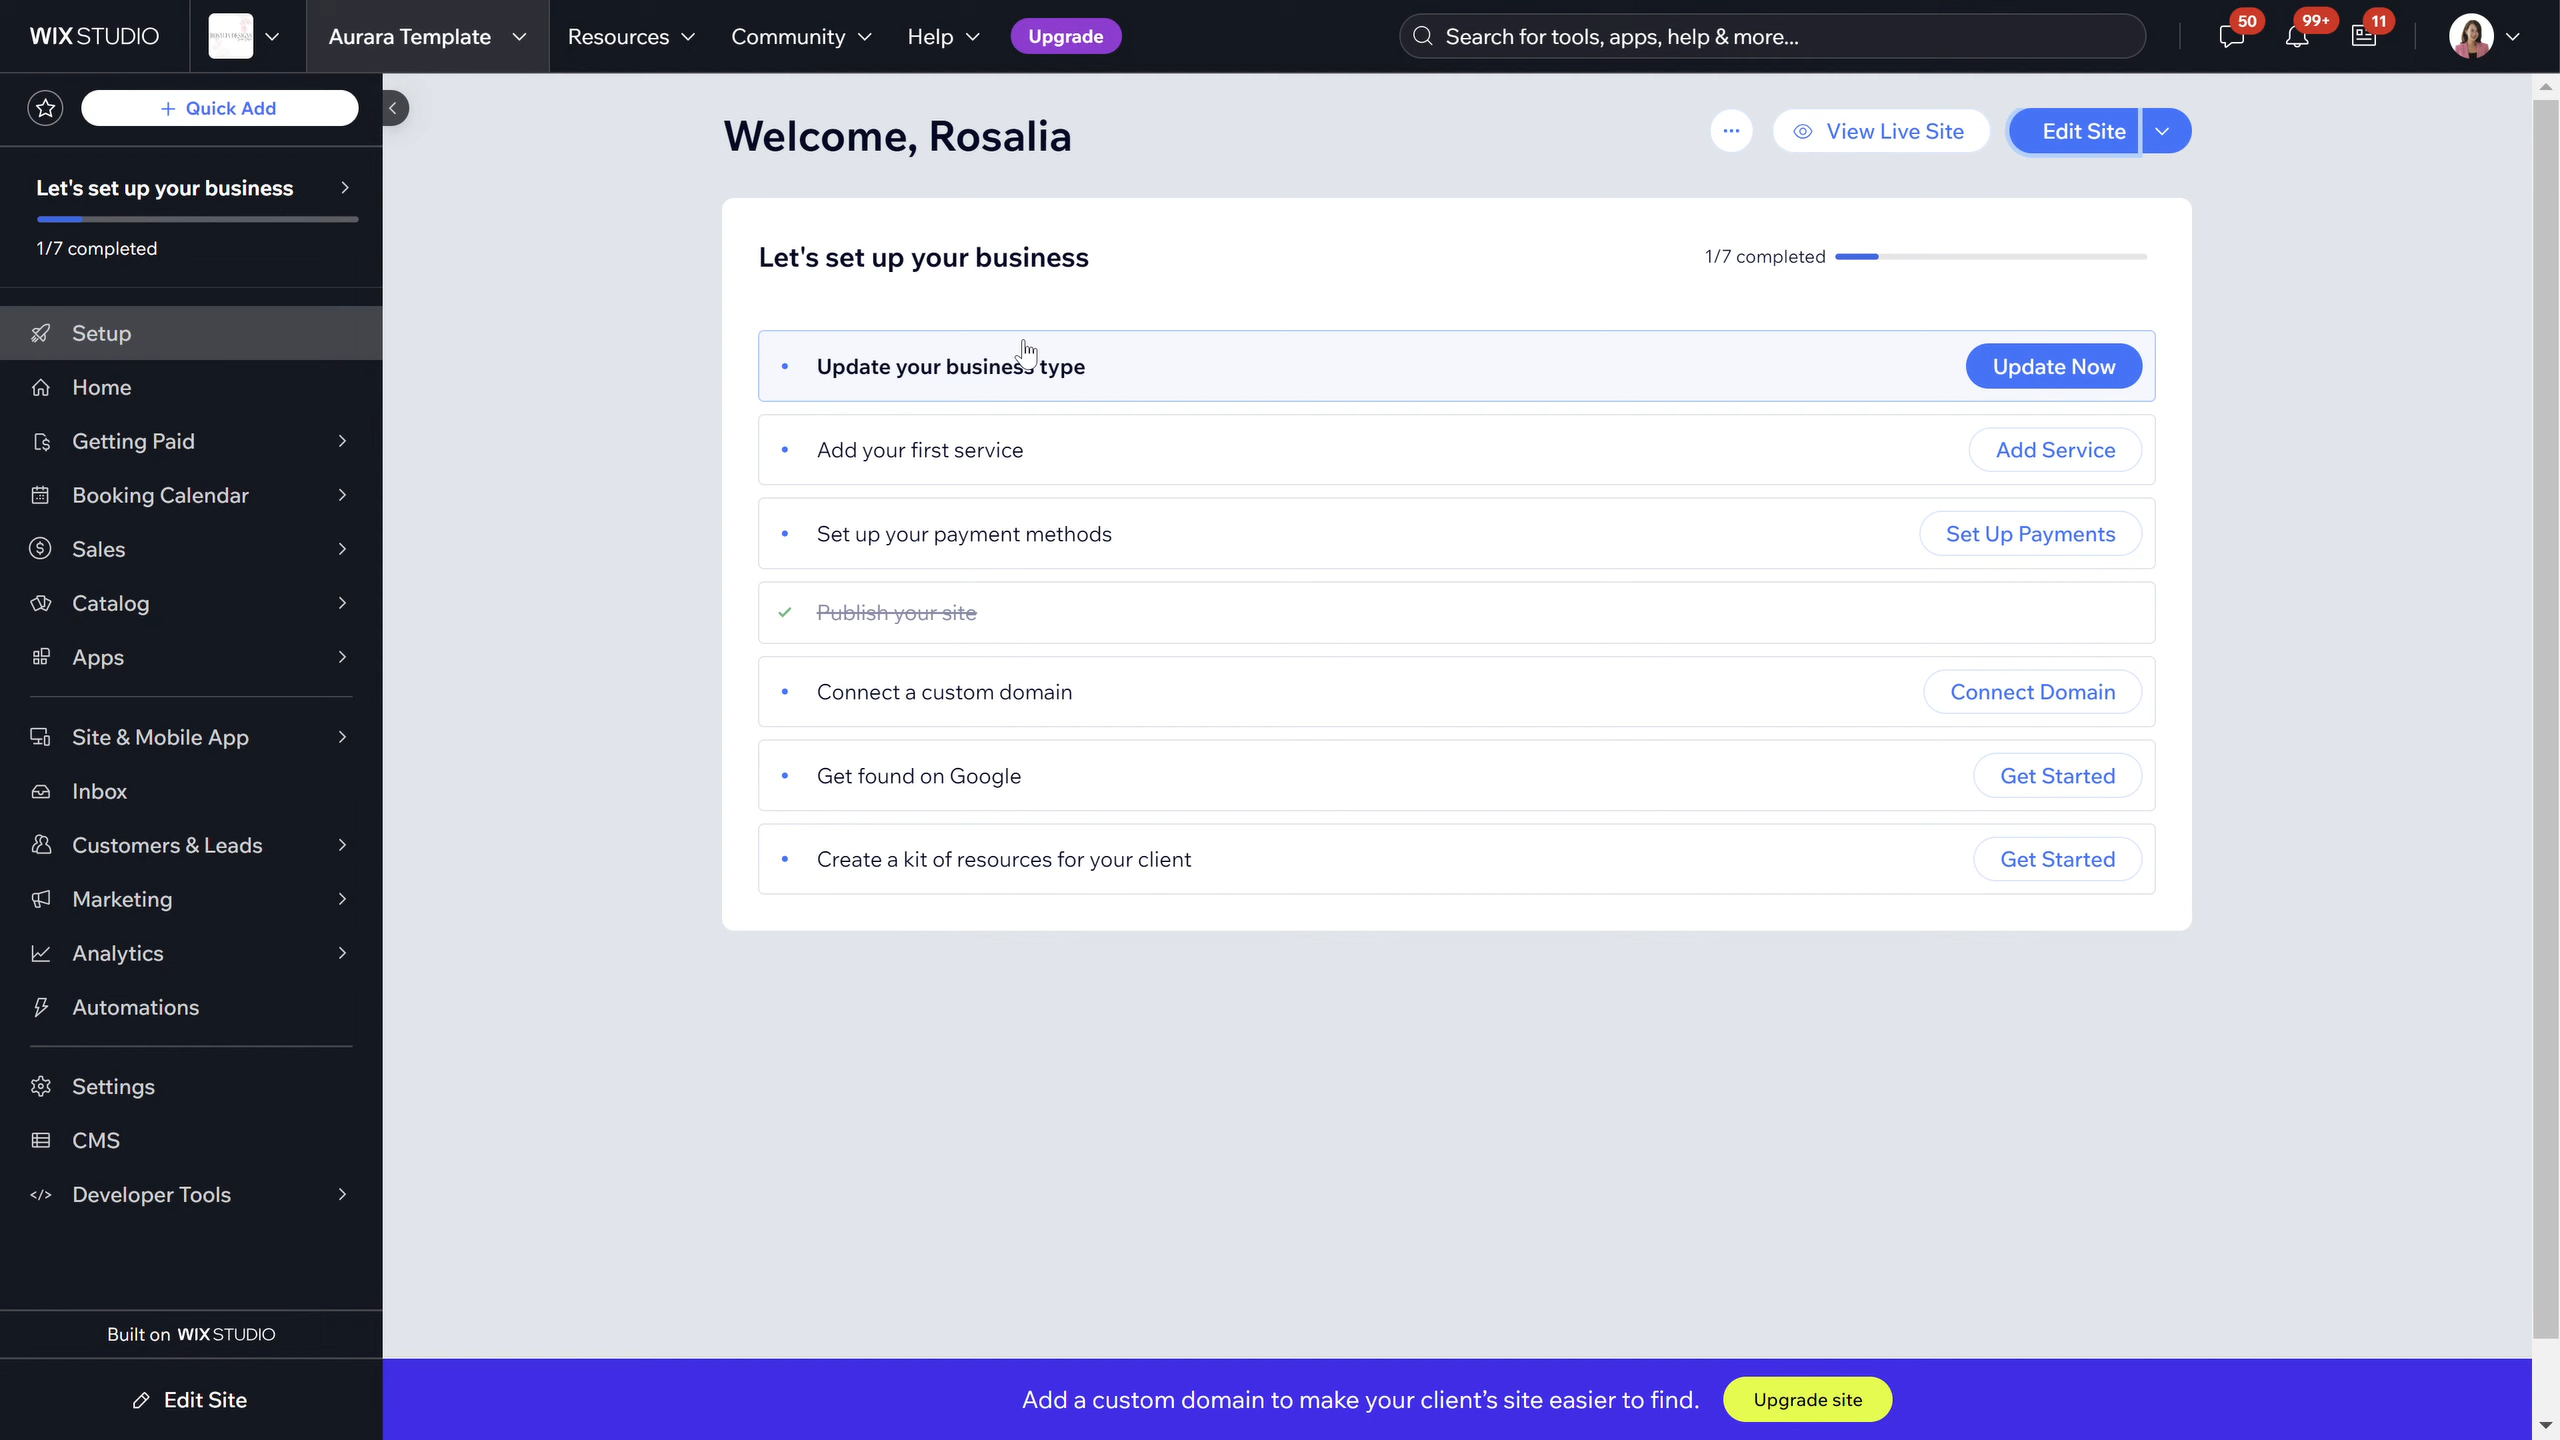 WIX STUDIO
Aurara Template
Resources
Community
Help
Upgrade
Search for tools, apps, help & more...
50
99+
11
Quick Add
Let's set up your business
1/7 completed
Setup
Home
Getting Paid
Booking Calendar
Sales
Catalog
Apps
Site & Mobile App
Inbox
Customers & Leads
Marketing
Analytics
Automations
Settings
CMS
Developer Tools
Built on WIX STUDIO
Edit Site
Welcome, Rosalia
View Live Site
Edit Site
Let's set up your business
1/7 completed
Update your business type
Update Now
Add your first service
Add Service
Set up your payment methods
Set Up Payments
Publish your site
Connect a custom domain
Connect Domain
Get found on Google
Get Started
Create a kit of resources for your client
Get Started
Add a custom domain to make your client’s site easier to find.
Upgrade site